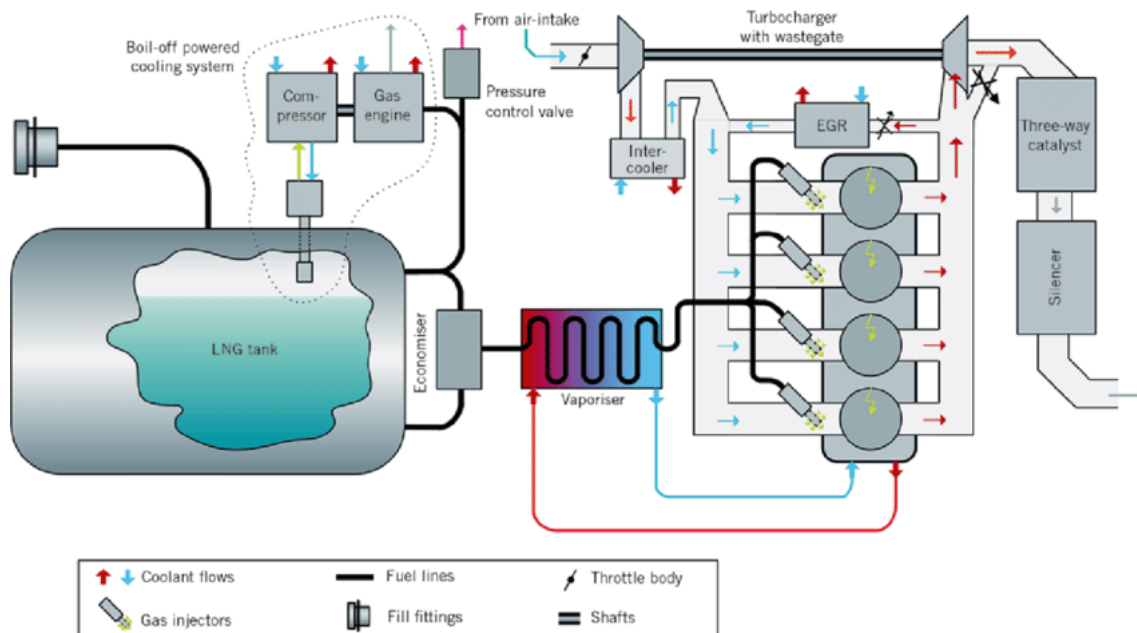 From air-intake
Turbocharger
with wastegate
Boil-off powered
cooling system
Com-
pressor
Gas
engine
Pressure
control valve
EGR
Three-way
catalyst
Inter-
cooler
Silencer
LNG tank
Economiser
Vaporiser
Coolant flows
Fuel lines
Throttle body
Gas injectors
Fill fittings
Shafts